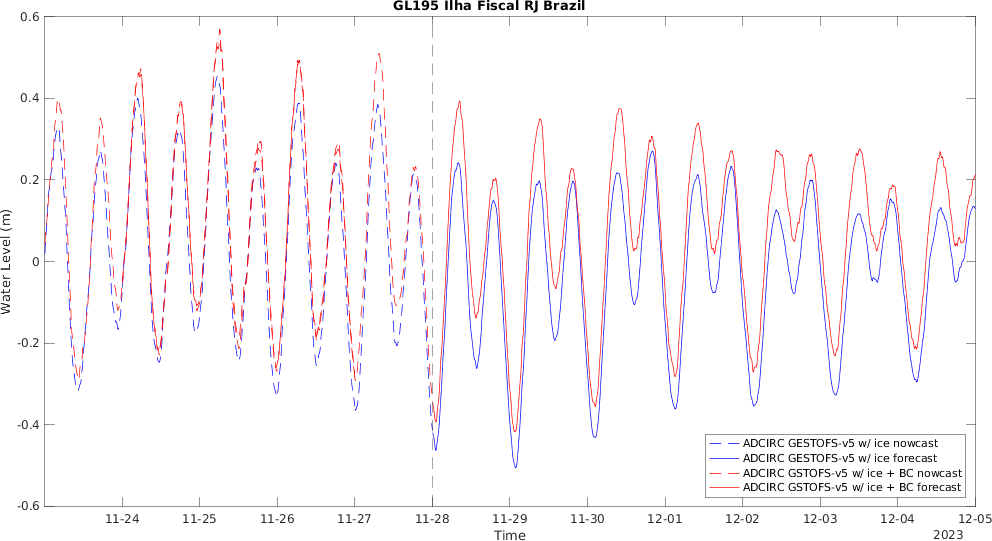 GL195 Ilha Fiscal RJ Brazil
0.6
0.4
0.2
0
-0.2
-0.4
-0.6
Water Level (m)
ADCIRC GESTOFS-v5 w/ ice nowcast
ADCIRC GESTOFS-v5 w/ ice forecast
ADCIRC GSTOFS-v5 w/ ice + BC nowcast
ADCIRC GSTOFS-v5 w/ ice + BC forecast
11-24 11-25 11-26 11-27 11-28 11-29 11-30 12-01 12-02 12-03 12-04 12-05
Time
2023